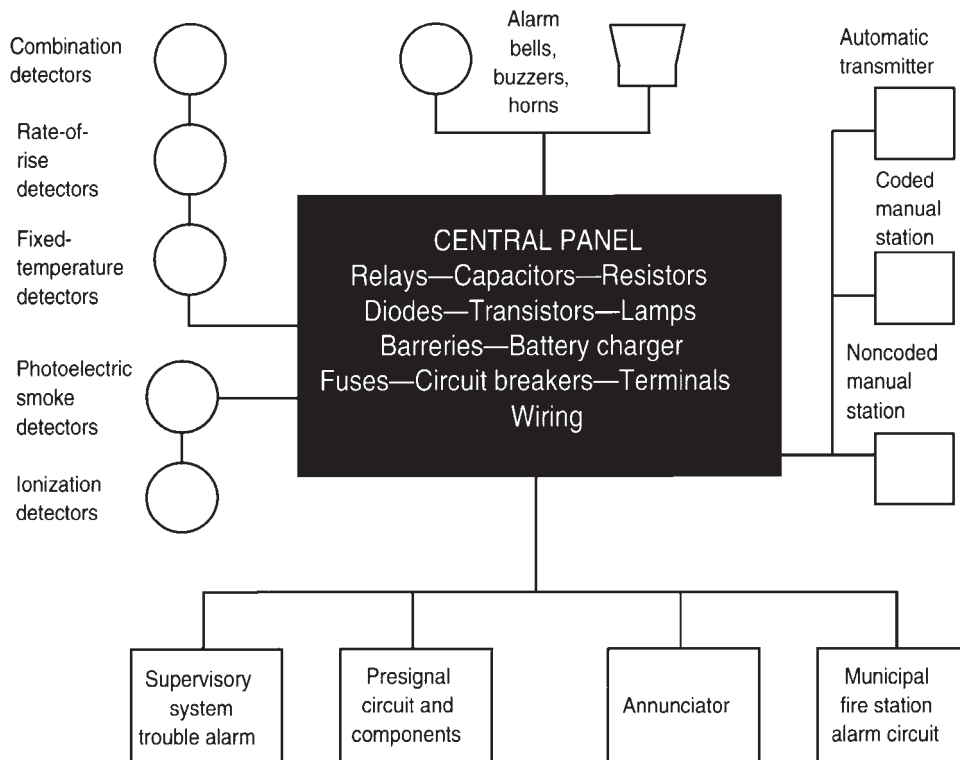 Combination
detectors
Rate-of-
rise
detectors
Fixed-
temperature
detectors
Photoelectric
smoke
detectors
Ionization
detectors
Alarm
bells,
buzzers,
horns
Automatic
transmitter
Coded
manual
station
Noncoded
manual
station
CENTRAL PANEL
Relays—Capacitors—Resistors
Diodes—Transistors—Lamps
Barreries—Battery charger
Fuses—Circuit breakers—Terminals
Wiring
Supervisory
system
trouble alarm
Presignal
circuit and
components
Annunciator
Municipal
fire station
alarm circuit